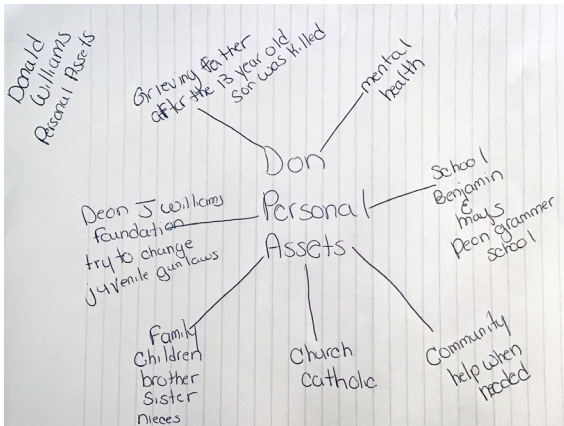 Donald
Williams
Personal Assets
Grieving father
after the 13 year old
son was killed
mental
health
Don
Personal
Assets
School
Benjamin
E
Mays
Deon grammer
school
Deon J Williams
foundation
try to change
juvenile gun laws
Family
Children
brother
Sister
nieces
Church
Catholic
Community
help when
needed